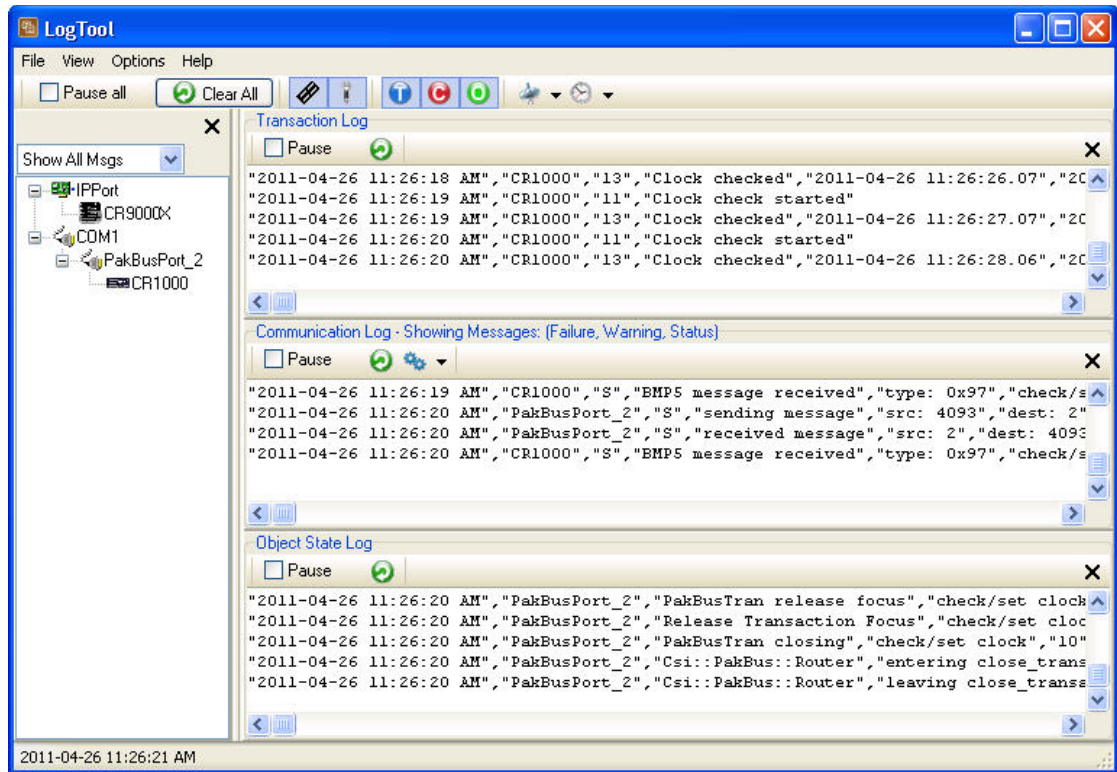 LogTool
File View Options Help
Pause all Clear All T C O
Transaction Log
Show All Msgs
IPPort
CR9000X
COM1
PakBusPort_2
CR1000
Pause
"2011-04-26 11:26:18 AM","CR1000","13","Clock checked","2011-04-26 11:26:26.07","20
"2011-04-26 11:26:19 AM","CR1000","11","Clock check started"
"2011-04-26 11:26:19 AM","CR1000","13","Clock checked","2011-04-26 11:26:27.07","20
"2011-04-26 11:26:20 AM","CR1000","11","Clock check started"
"2011-04-26 11:26:20 AM","CR1000","13","Clock checked","2011-04-26 11:26:28.06","20
Communication Log - Showing Messages: (Failure, Warning, Status)
Pause
"2011-04-26 11:26:19 AM","CR1000","S","BMP5 message received","type: 0x97","check/s
"2011-04-26 11:26:20 AM","PakBusPort_2","S","sending message","src: 4093","dest: 2"
"2011-04-26 11:26:20 AM","PakBusPort_2","S","received message","src: 2","dest: 4093
"2011-04-26 11:26:20 AM","CR1000","S","BMP5 message received","type: 0x97","check/s
Object State Log
Pause
"2011-04-26 11:26:20 AM","PakBusPort_2","PakBusTran release focus","check/set clock
"2011-04-26 11:26:20 AM","PakBusPort_2","Release Transaction Focus","check/set cloc
"2011-04-26 11:26:20 AM","PakBusPort_2","PakBusTran closing","check/set clock","10"
"2011-04-26 11:26:20 AM","PakBusPort_2","Csi::PakBus::Router","entering close_trans
"2011-04-26 11:26:20 AM","PakBusPort_2","Csi::PakBus::Router","leaving close_transa
2011-04-26 11:26:21 AM